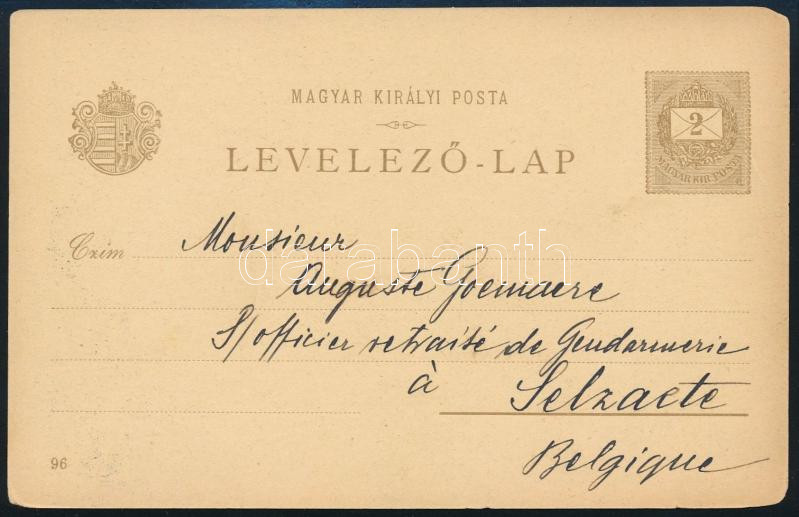 MAGYAR KIRÁLYI POSTA
2
MAGYAR KIR. POSTA
LEVELEZŐ-LAP
Czim
Monsieur
databanth
Auguste Goemaere
S/officier retraité de Gendarmerie
à Selzaete
Belgique
96